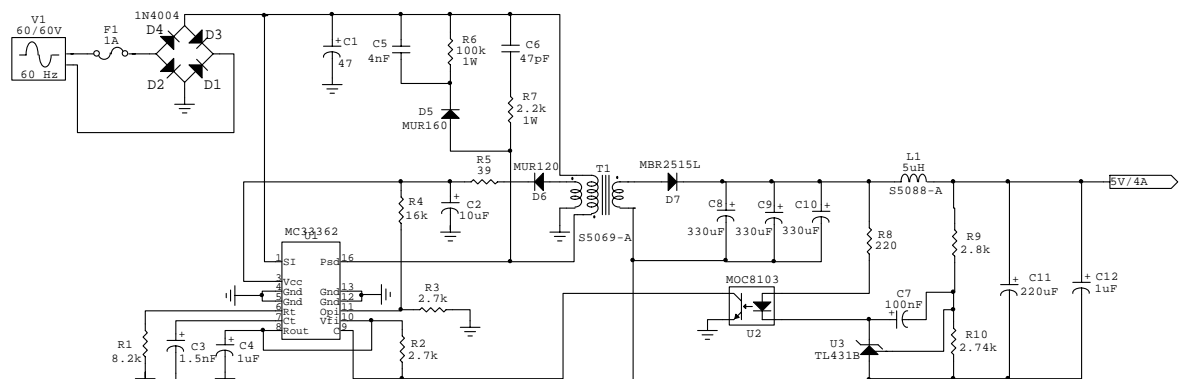 V1
60/60V
60 Hz
F1
1A
1N4004
D4
D3
D2
D1
+
C1
47
C5
4nF
R6
100k
1W
C6
47pF
D5
MUR160
R7
2.2k
1W
R5
39
MUR120
D6
T1
S5069-A
MBR2515L
D7
L1
5uH
S5088-A
5V/4A
R4
16k
+
C2
10uF
C8
+
330uF
C9
+
330uF
C10
+
330uF
R8
220
R9
2.8k
MC33362
U1
1
SI
Psd
16
3
Vcc
4
Gnd
Gnd
13
5
Gnd
Gnd
12
6
Rt
Opi
11
7
Ct
Vfi
10
8
Rout
C
9
R3
2.7k
MOC8103
U2
C7
100nF
+
+
C11
220uF
+
C12
1uF
R1
8.2k
+
C3
1.5nF
+
C4
1uF
R2
2.7k
U3
TL431B
R10
2.74k